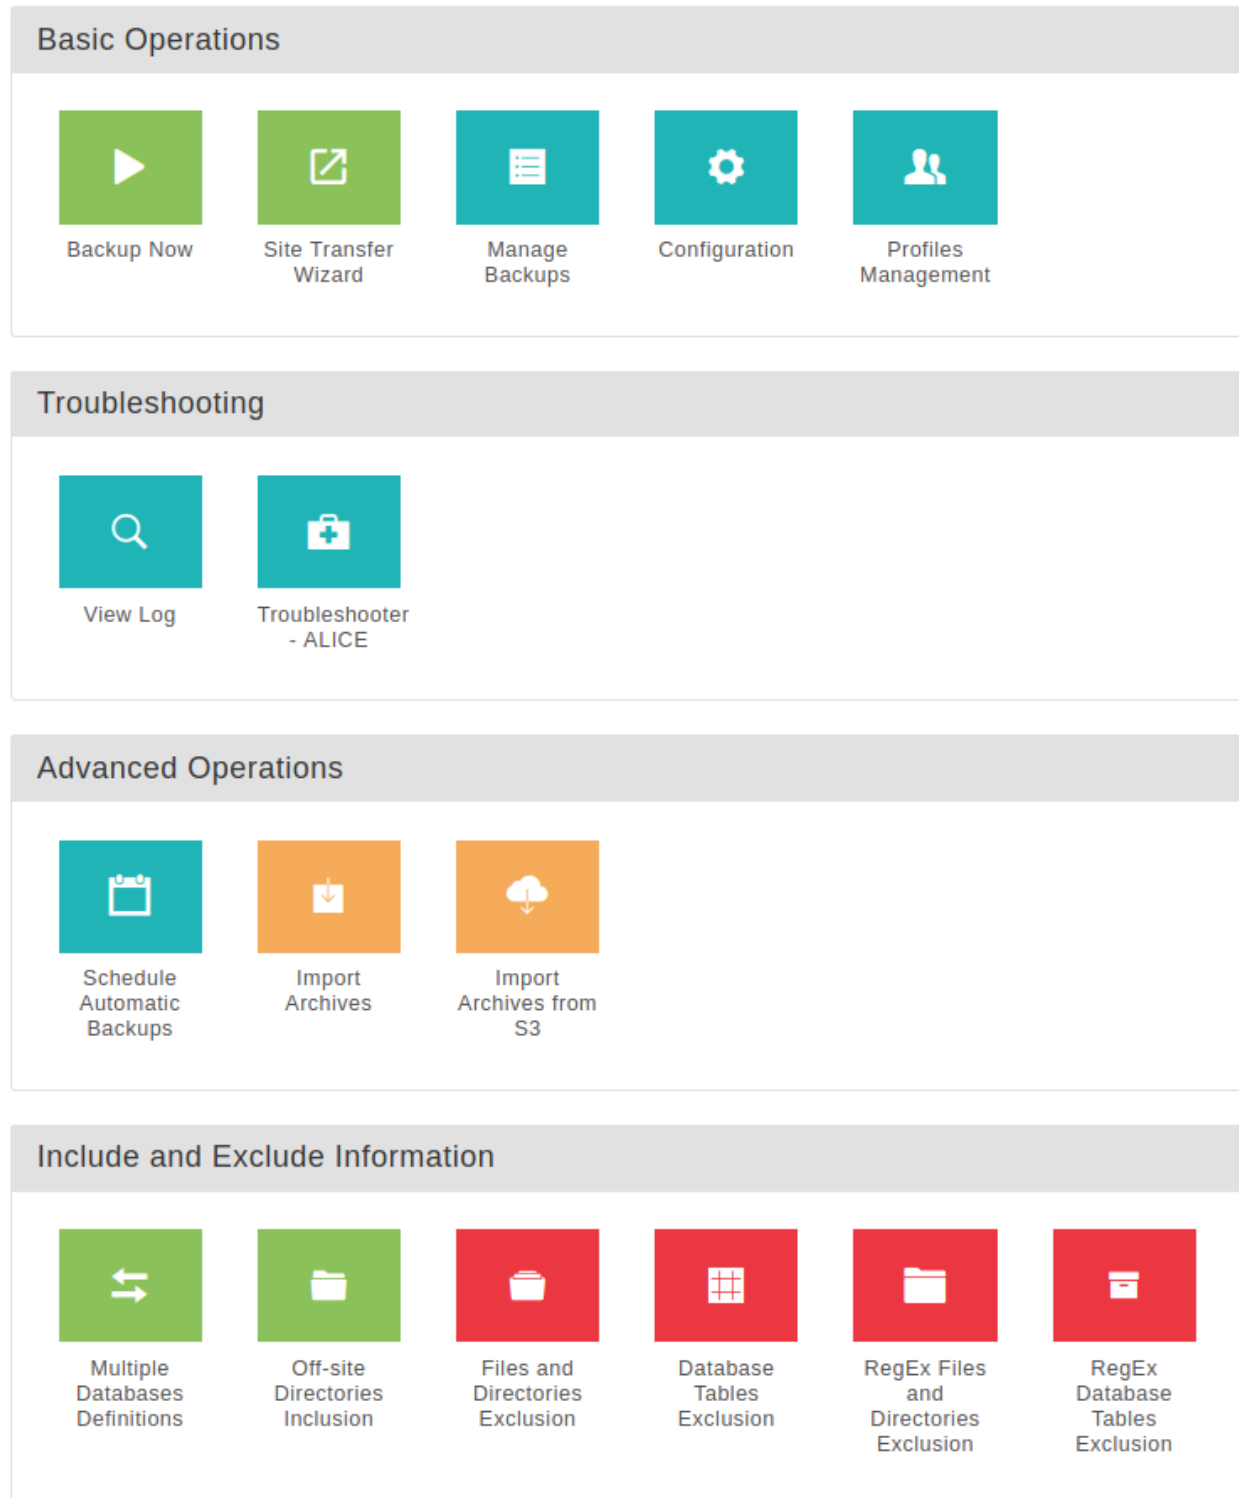 Basic Operations
Backup Now
Site Transfer
Wizard
Manage
Backups
Configuration
Profiles
Management
Troubleshooting
View Log
Troubleshooter
- ALICE
Advanced Operations
Schedule
Automatic
Backups
Import
Archives
Import
Archives from
S3
Include and Exclude Information
Multiple
Databases
Definitions
Off-site
Directories
Inclusion
Files and
Directories
Exclusion
Database
Tables
Exclusion
RegEx Files
and
Directories
Exclusion
RegEx
Database
Tables
Exclusion